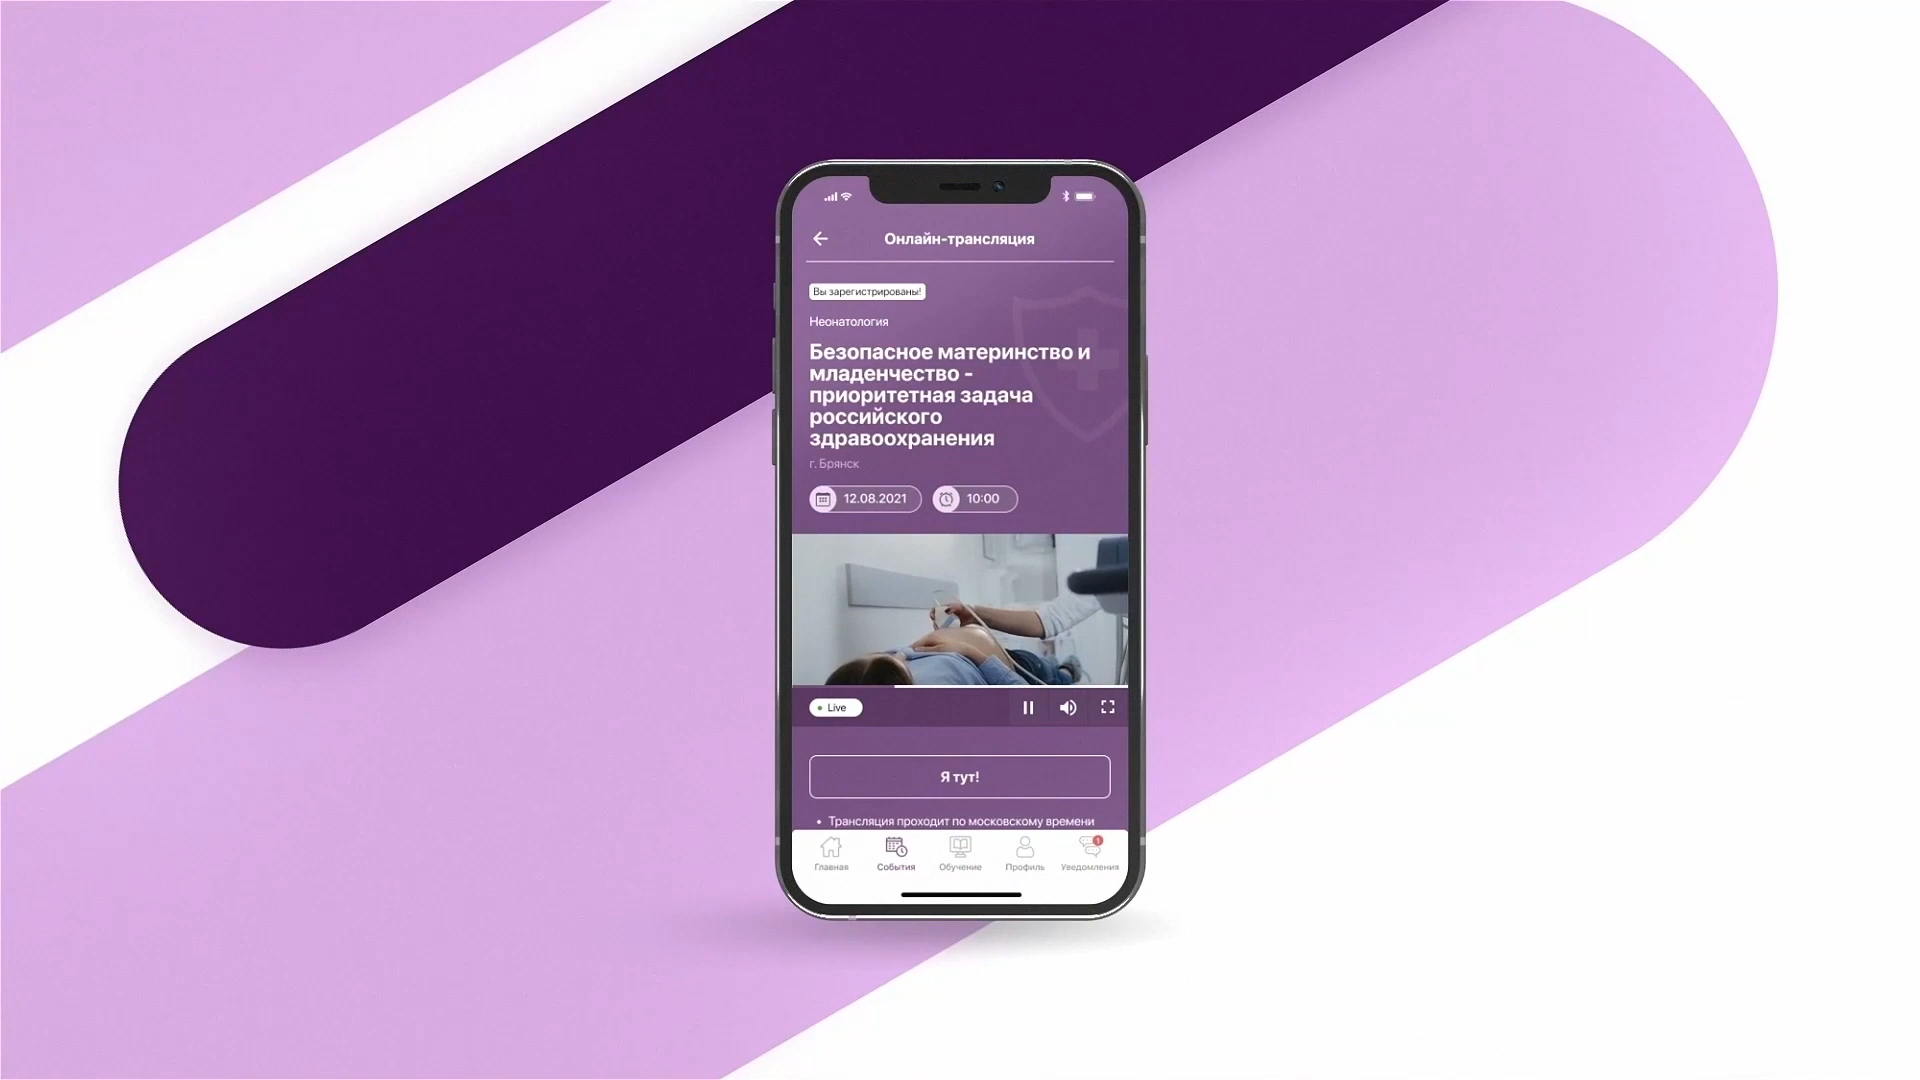 Онлайн-трансляция
Вы зарегистрированы!
Неонатология
Безопасное материнство и
младенчество -
приоритетная задача
российского
здравоохранения
г. Брянск
12.08.2021 10:00
Live
Я тут!
• Трансляция проходит по московскому времени
1
Главная События Обучение Профиль Уведомления